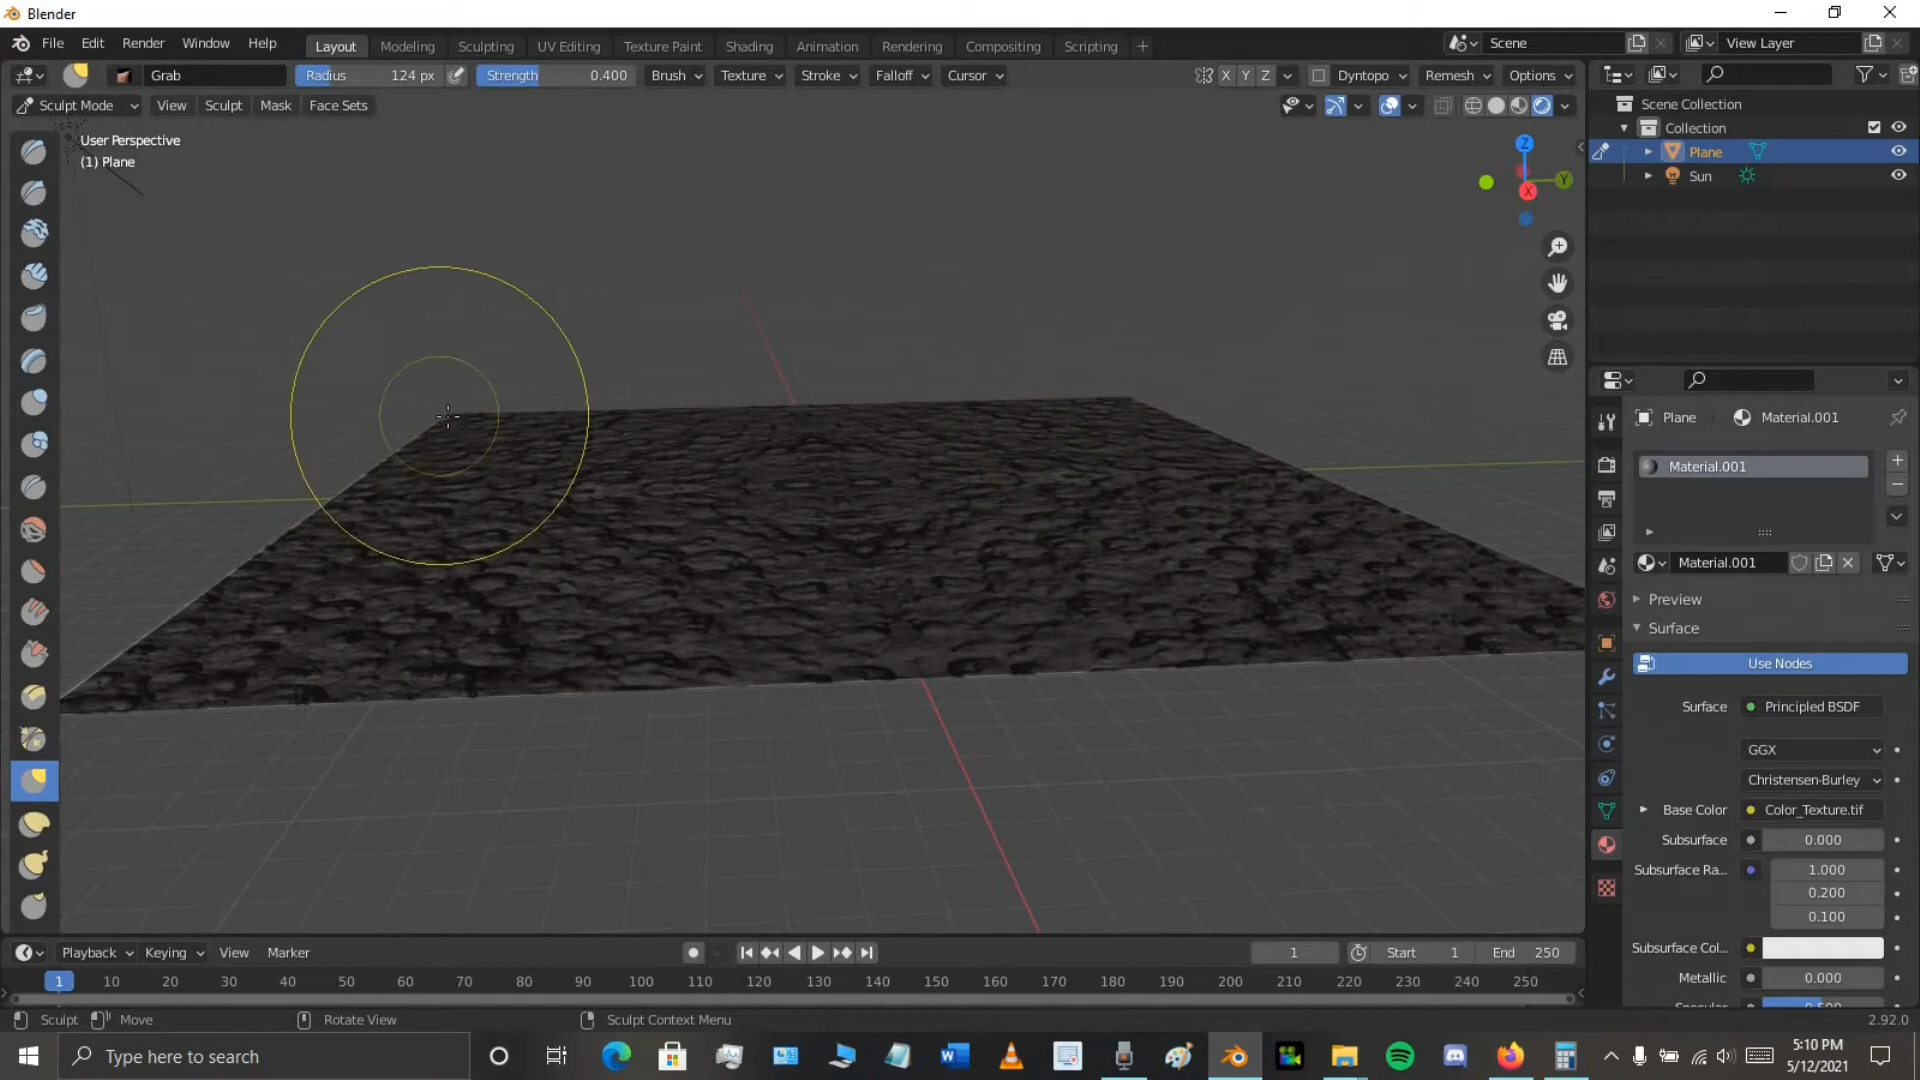 Blender
File Edit Render Window Help Layout Modeling Sculpting UV Editing Texture Paint Shading Animation Rendering Compositing Scripting + Scene View Layer
Grab Radius 124 px Strength 0.400 Brush Texture Stroke Falloff Cursor X Y Z Dyntopo Remesh Options
Sculpt Mode View Sculpt Mask Face Sets
User Perspective
(1) Plane
Z
X
Y
Scene Collection
Collection
Plane
Sun
Plane Material.001
Material.001
Material.001
Preview
Surface
Use Nodes
Surface Principled BSDF
GGX
Christensen-Burley
Base Color Color_Texture.tif
Subsurface 0.000
Subsurface Ra... 1.000
0.200
0.100
Subsurface Col...
Metallic 0.000
Playback Keying View Marker 1 Start 1 End 250
1 10 20 30 40 50 60 70 80 90 100 110 120 130 140 150 160 170 180 190 200 210 220 230 240 250
Sculpt Move Rotate View Sculpt Context Menu 2.92.0
Type here to search
5:10 PM
5/12/2021